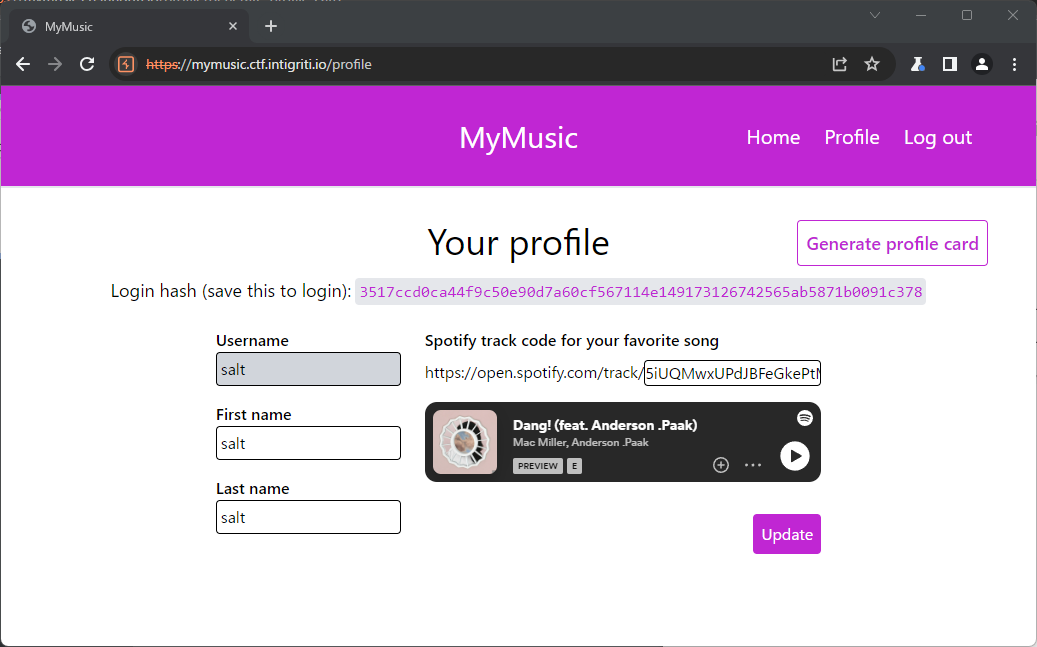 MyMusic
https://mymusic.ctf.intigriti.io/profile
MyMusic
Home Profile Log out
Your profile
Generate profile card
Login hash (save this to login): 3517ccd0ca44f9c50e90d7a60cf567114e149173126742565ab5871b0091c378
Username
salt
First name
salt
Last name
salt
Spotify track code for your favorite song
https://open.spotify.com/track/5iUQMwxUPdJBFeGkePtM
Dang! (feat. Anderson .Paak)
Mac Miller, Anderson .Paak
PREVIEW E
Update